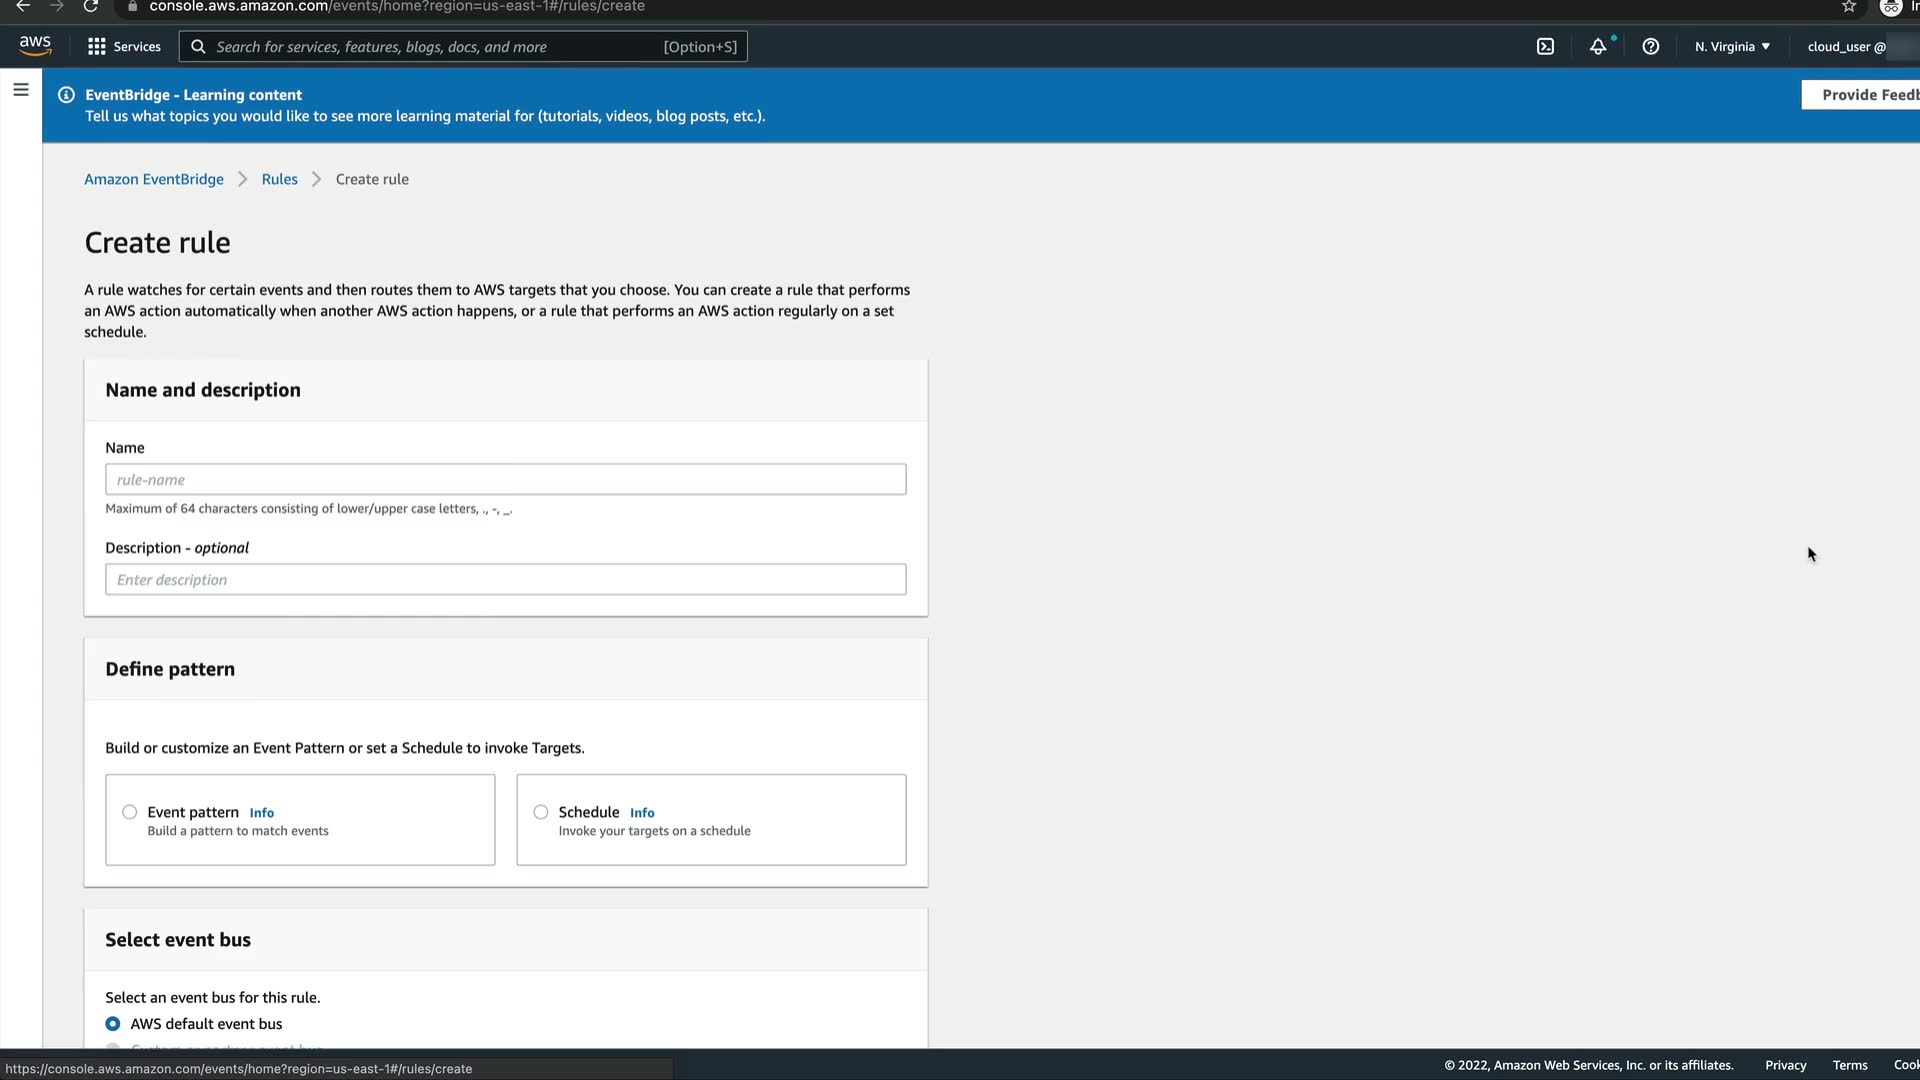 console.aws.amazon.com/events/home?region=us-east-1#/rules/create
aws
Services
Search for services, features, blogs, docs, and more
[Option+S]
N. Virginia
cloud_user @
EventBridge - Learning content
Tell us what topics you would like to see more learning material for (tutorials, videos, blog posts, etc.).
Provide Feedb
Amazon EventBridge
Rules
Create rule
Create rule
A rule watches for certain events and then routes them to AWS targets that you choose. You can create a rule that performs
an AWS action automatically when another AWS action happens, or a rule that performs an AWS action regularly on a set
schedule.
Name and description
Name
rule-name
Maximum of 64 characters consisting of lower/upper case letters, ., -, _.
Description - optional
Enter description
Define pattern
Build or customize an Event Pattern or set a Schedule to invoke Targets.
Event pattern Info
Build a pattern to match events
Schedule Info
Invoke your targets on a schedule
Select event bus
Select an event bus for this rule.
AWS default event bus
https://console.aws.amazon.com/events/home?region=us-east-1#/rules/create
© 2022, Amazon Web Services, Inc. or its affiliates.
Privacy
Terms
Cook